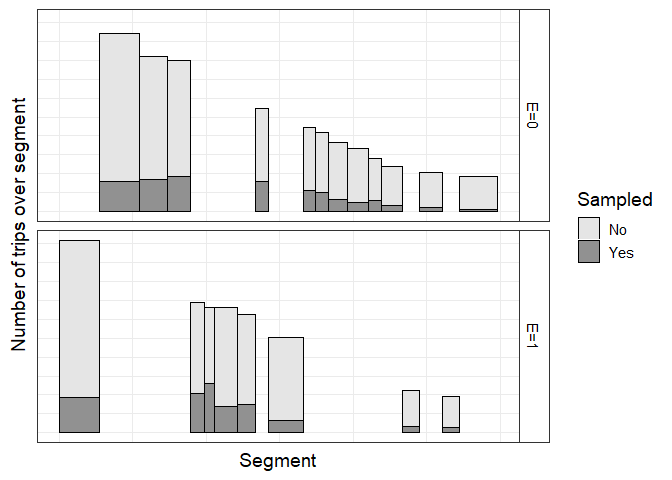 Number of trips over segment
E=0
E=1
Segment
Sampled
No
Yes